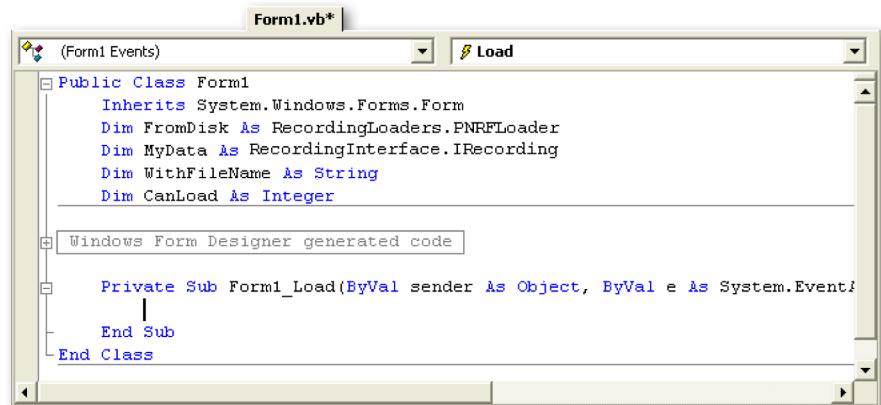 Form1.vb*
(Form1 Events) Load
Public Class Form1
Inherits System.Windows.Forms.Form
Dim FromDisk As RecordingLoaders.PNRFLoader
Dim MyData As RecordingInterface.IRecording
Dim WithFileName As String
Dim CanLoad As Integer
Windows Form Designer generated code
Private Sub Form1_Load(ByVal sender As Object, ByVal e As System.Event
End Sub
End Class